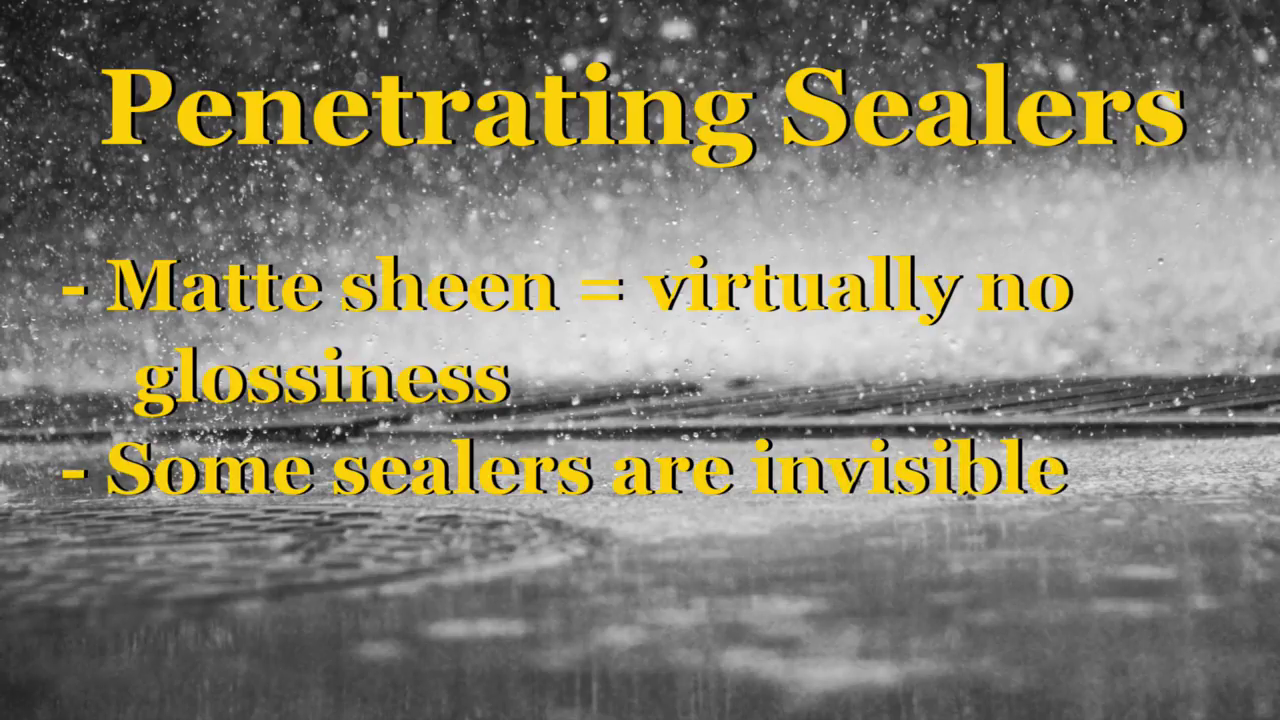 Penetrating Sealers
- Matte sheen = virtually no
glossiness
- Some sealers are invisible